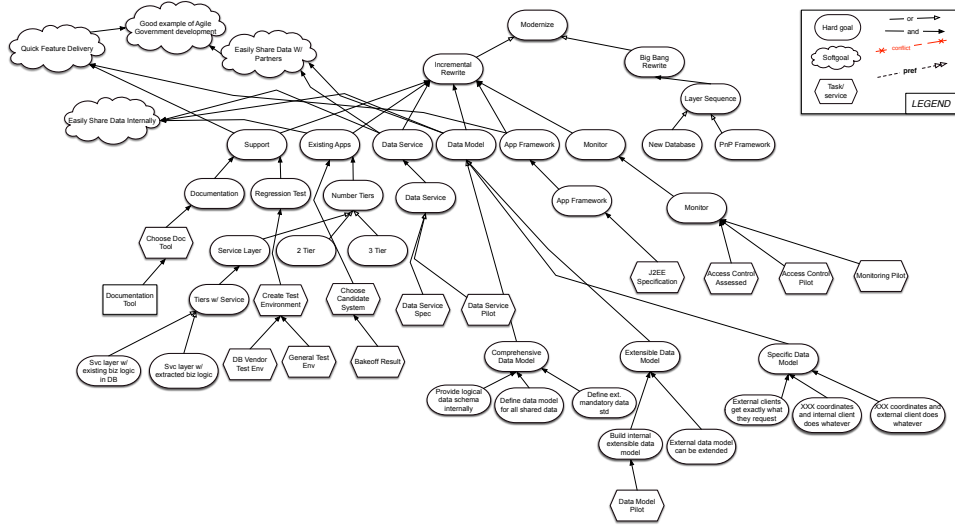 Good example of Agile
Government development
Quick Feature Delivery
Easily Share Data W/
Partners
Modernize
Incremental
Rewrite
Big Bang
Rewrite
Layer Sequence
Easily Share Data Internally
New Database
PnP Framework
Support
Existing Apps
Data Service
Data Model
App Framework
Monitor
Documentation
Regression Test
Number Tiers
Data Service
App Framework
Monitor
Choose Doc
Tool
Service Layer
2 Tier
3 Tier
J2EE
Specification
Access Control
Assessed
Access Control
Pilot
Monitoring Pilot
Documentation
Tool
Tiers w/ Service
Create Test
Environment
Choose
Candidate
System
Data Service
Spec
Data Service
Pilot
Svc layer w/
existing biz logic
in DB
Svc layer w/
extracted biz logic
DB Vendor
Test Env
General Test
Env
Bakeoff Result
Comprehensive
Data Model
Extensible Data
Model
Specific Data
Model
Provide logical
data schema
internally
Define data model
for all shared data
Define ext.
mandatory data
std
External clients
get exactly what
they request
XXX coordinates
and internal client
does whatever
XXX coordinates and
external client does
whatever
Build internal
extensible data
model
External data model
can be extended
Data Model
Pilot
Hard goal
Softgoal
Task/
service
or
and
conflict
pref
LEGEND